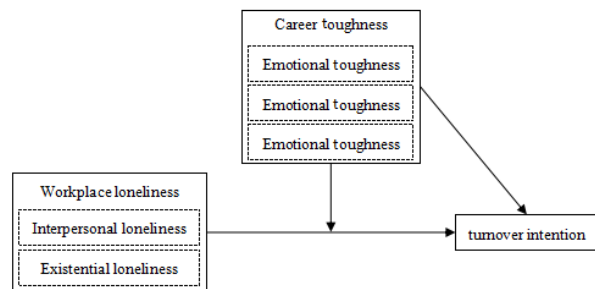 Career toughness
Emotional toughness
Emotional toughness
Emotional toughness
Workplace loneliness
Interpersonal loneliness
Existential loneliness
turnover intention